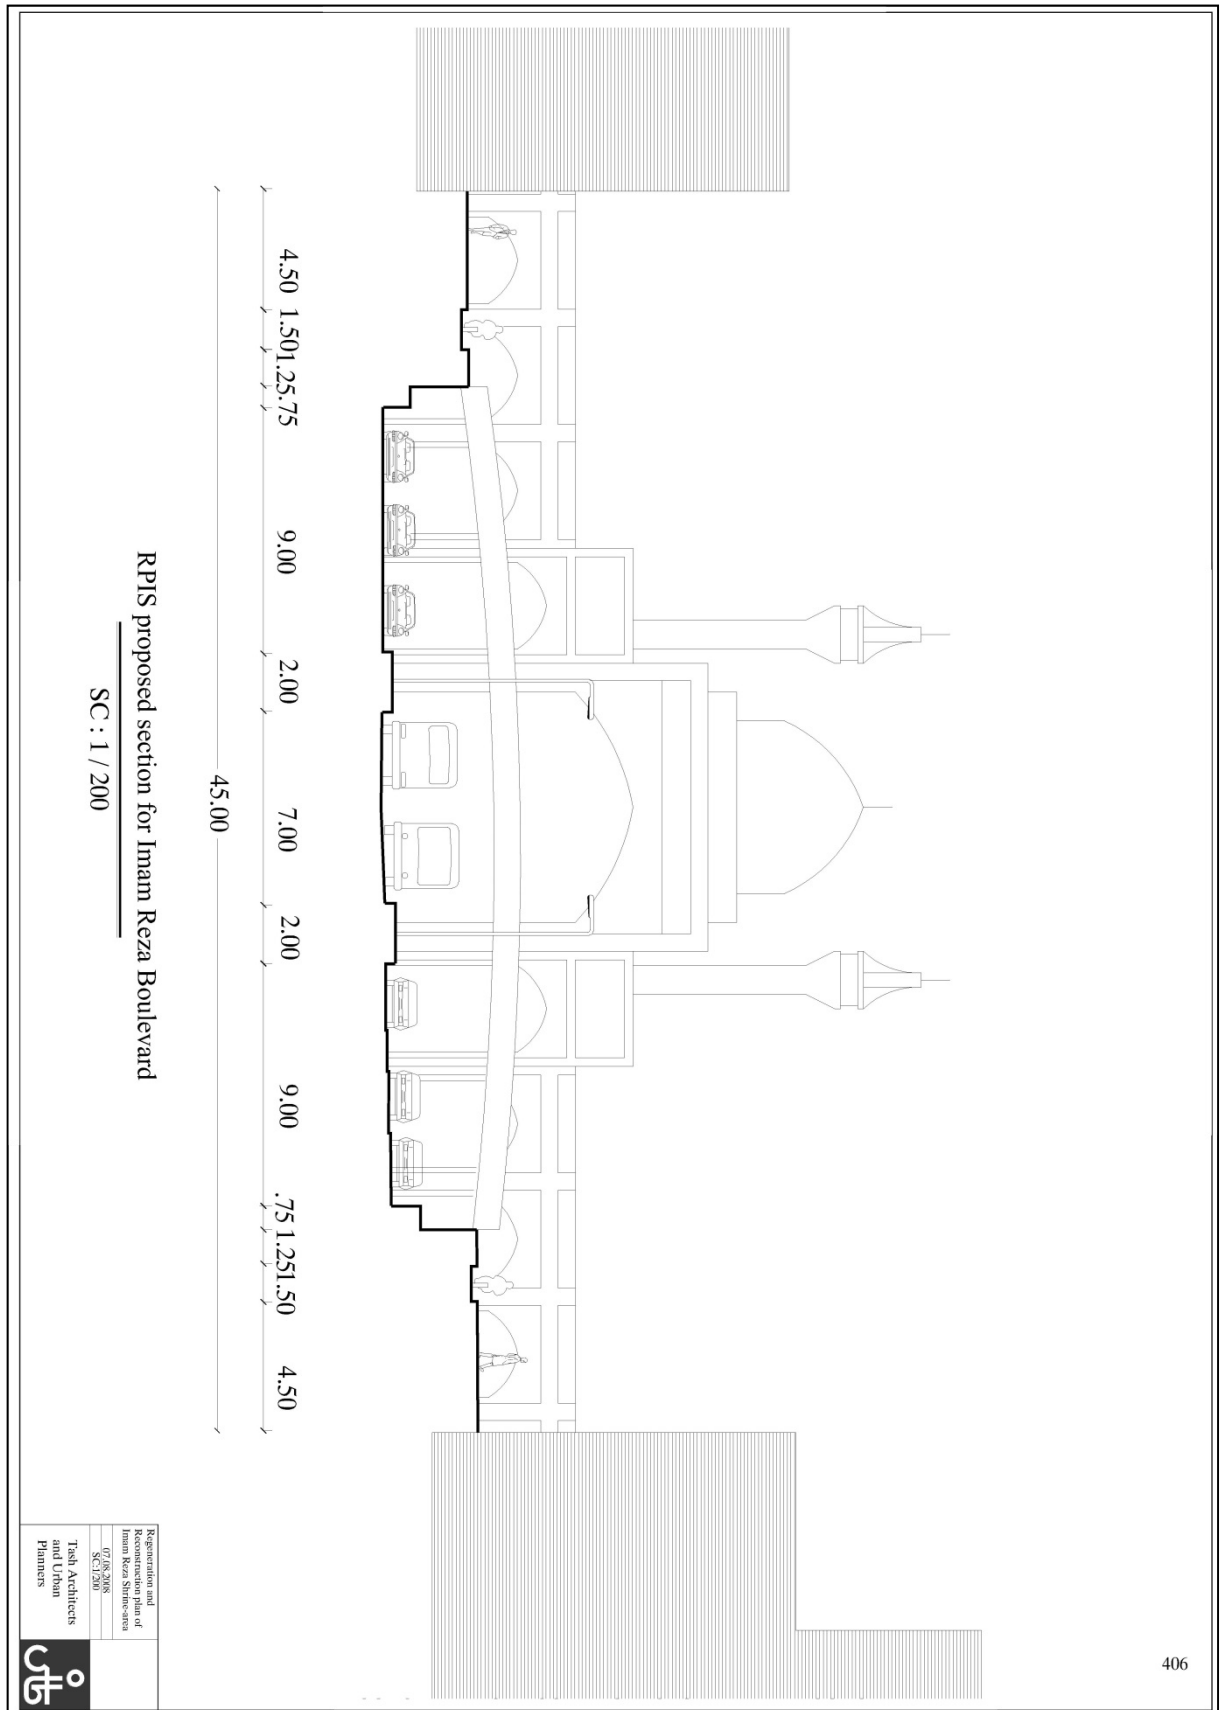 4.50
1.50
1.25
.75
9.00
2.00
7.00
2.00
9.00
.75
1.25
1.50
4.50
45.00
RPIS proposed section for Imam Reza Boulevard
SC : 1 / 200
Regeneration and
Reconstruction plan of
Imam Reza Shrine-area
07.08.2008
SC:1/200
Tash Architects
and Urban
Planners
406